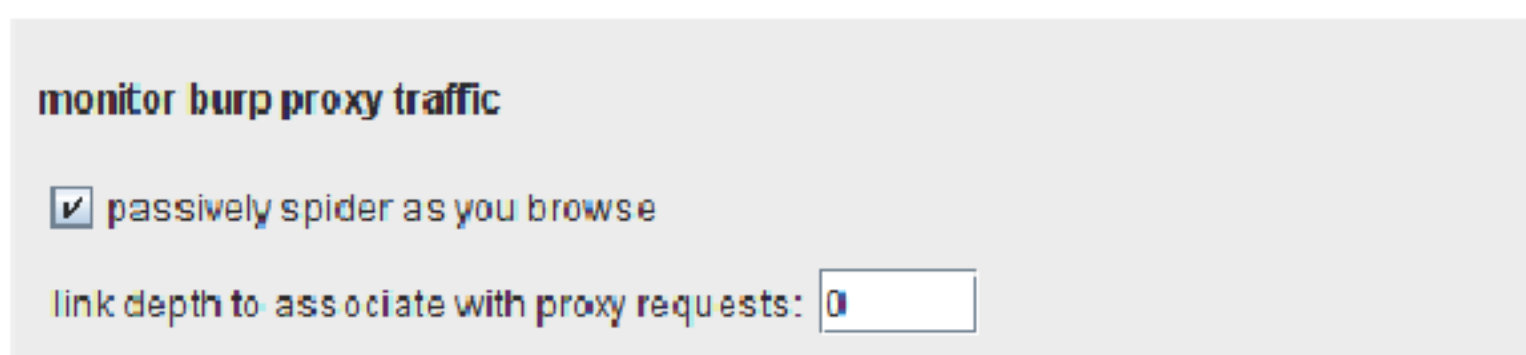 monitor burp proxy traffic
passively spider as you browse
link depth to associate with proxy requests: 0